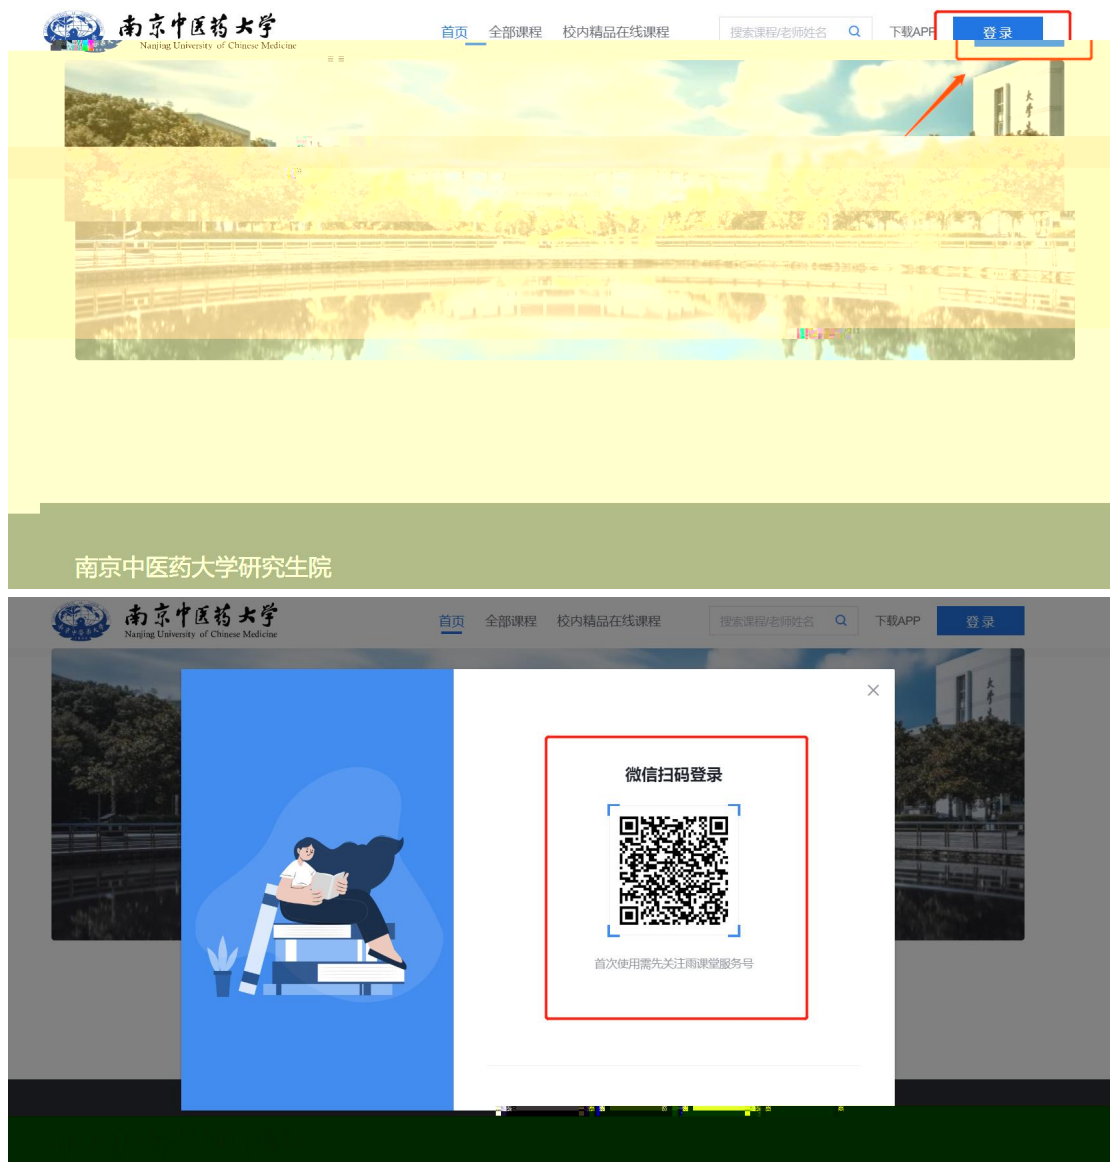 南京中医药大学
Nanjing University of Chinese Medicine
首页 全部课程 校内精品在线课程 搜索课程/老师姓名 下载APP 登录
南京中医药大学研究生院
南京中医药大学
Nanjing University of Chinese Medicine
首页 全部课程 校内精品在线课程 搜索课程/老师姓名 下载APP 登录
微信扫码登录
首次使用需先关注雨课堂服务号